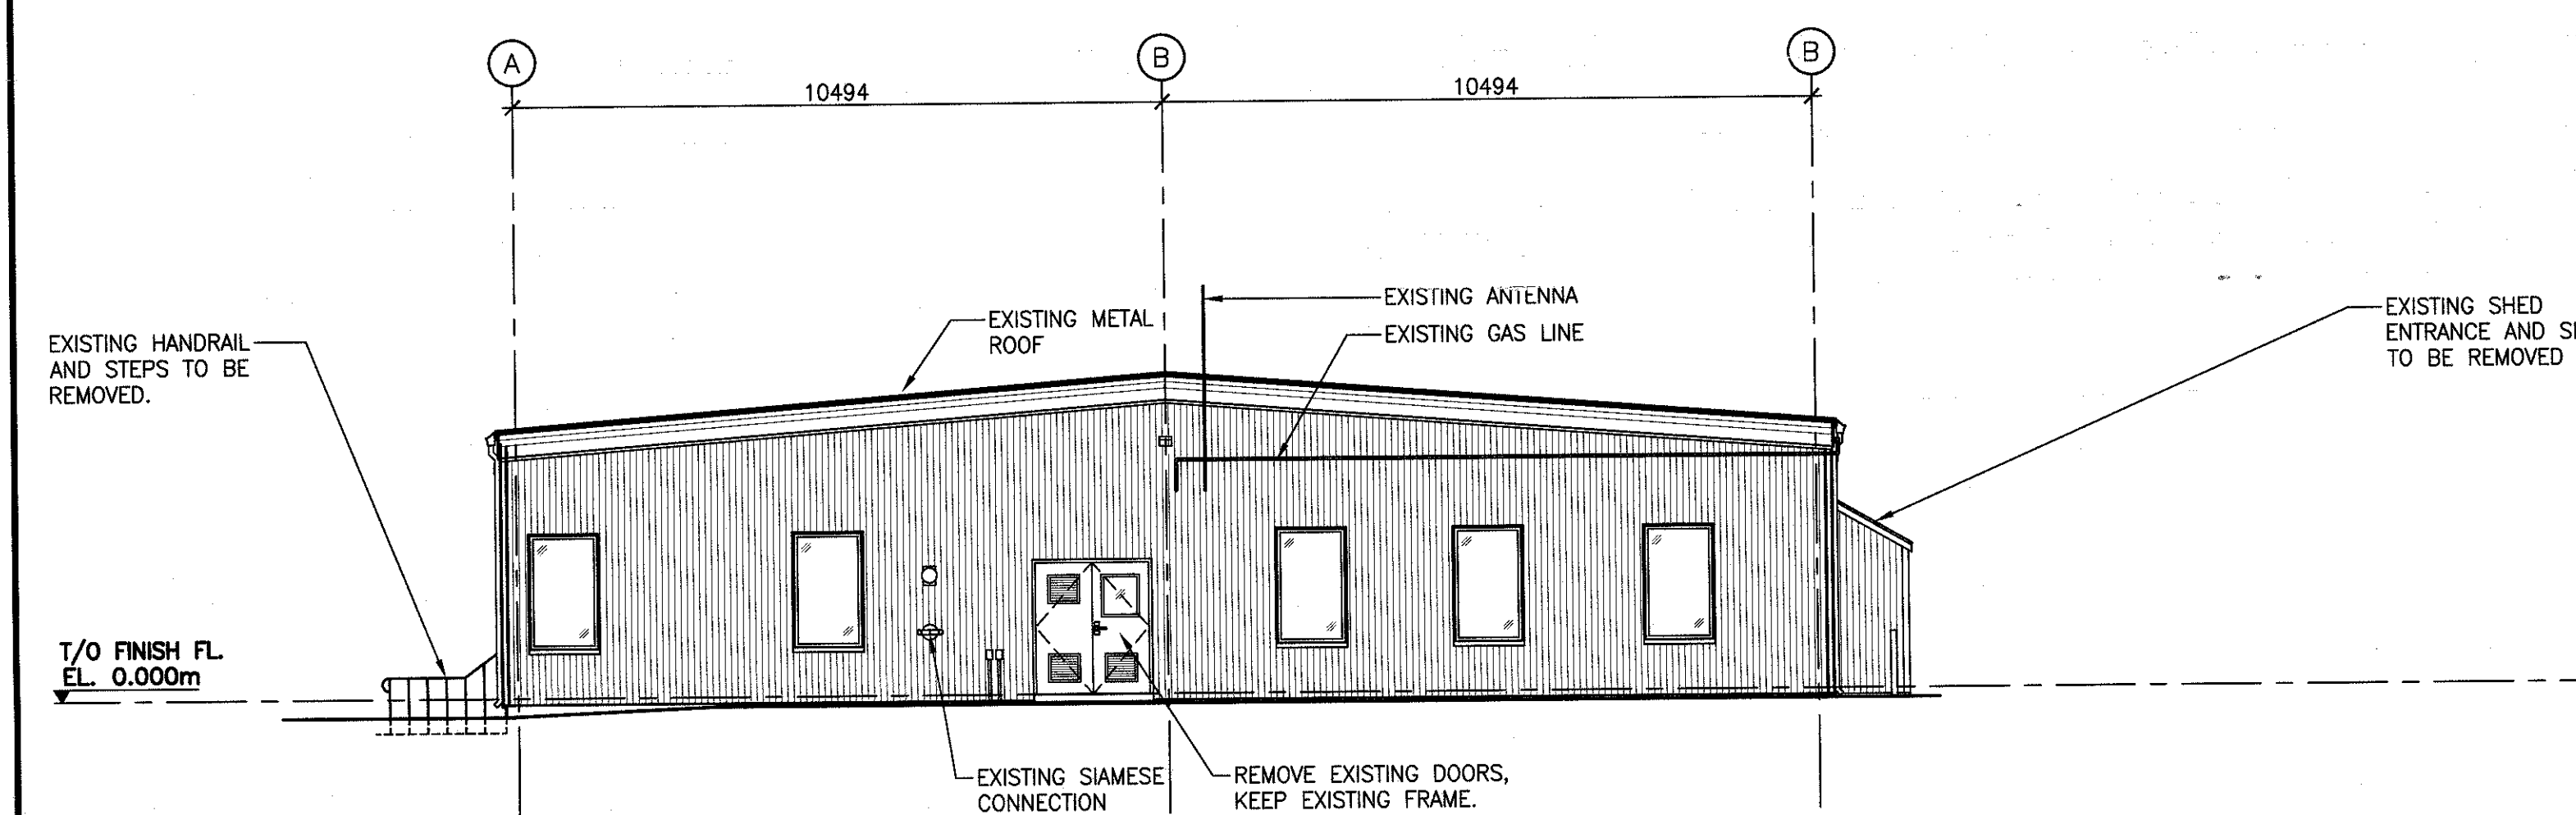 A
B
B
10494
10494
EXISTING ANTENNA
EXISTING METAL
ROOF
EXISTING GAS LINE
EXISTING SHED
ENTRANCE AND
TO BE REMOVED
EXISTING HANDRAIL
AND STEPS TO BE
REMOVED.
T/O FINISH FL.
EL. 0.000m
EXISTING SIAMESE
CONNECTION
REMOVE EXISTING DOORS,
KEEP EXISTING FRAME.